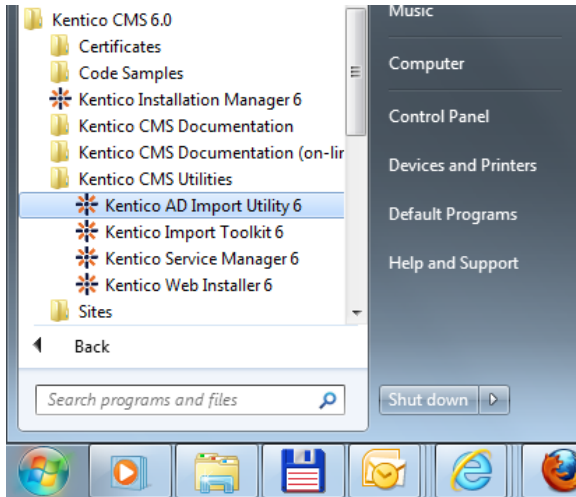 Kentico CMS 6.0
Certificates
Code Samples
Kentico Installation Manager 6
Kentico CMS Documentation
Kentico CMS Documentation (on-lir
Kentico CMS Utilities
Kentico AD Import Utility 6
Kentico Import Toolkit 6
Kentico Service Manager 6
Kentico Web Installer 6
Sites
Back
Search programs and files
Music
Computer
Control Panel
Devices and Printers
Default Programs
Help and Support
Shut down